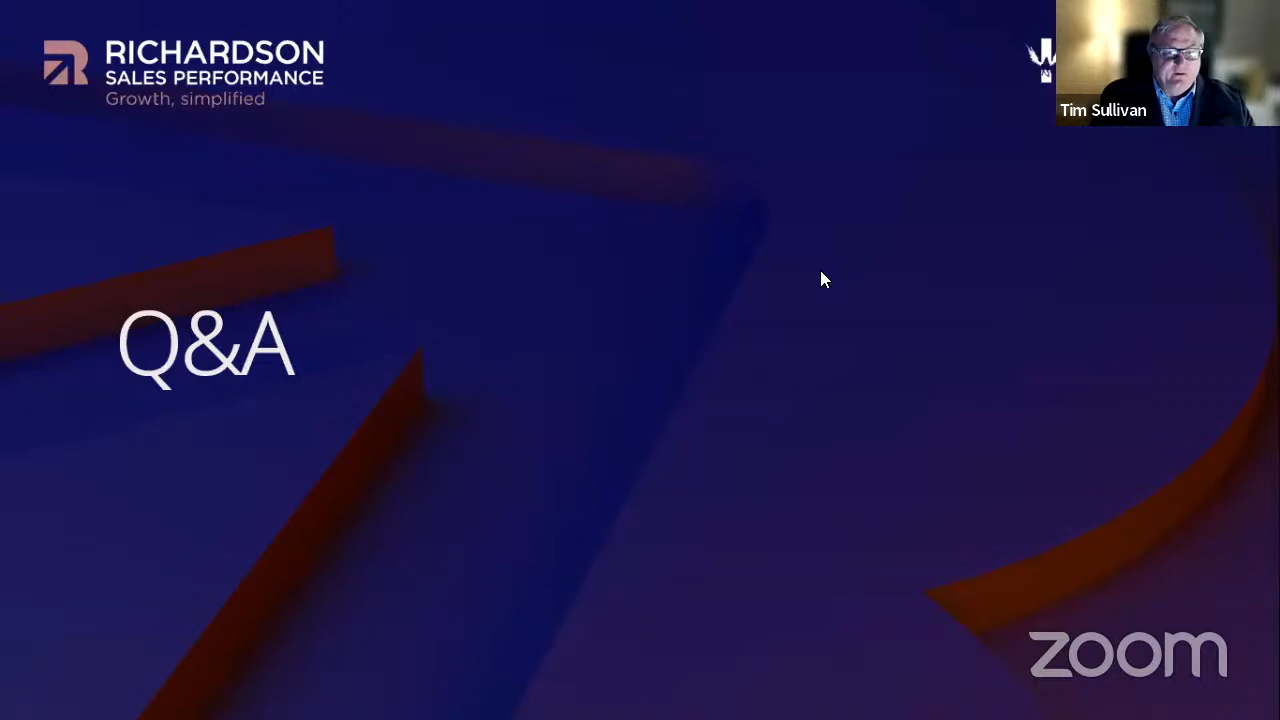 RICHARDSON
SALES PERFORMANCE
Growth, simplified
Tim Sullivan
Q&A
zoom